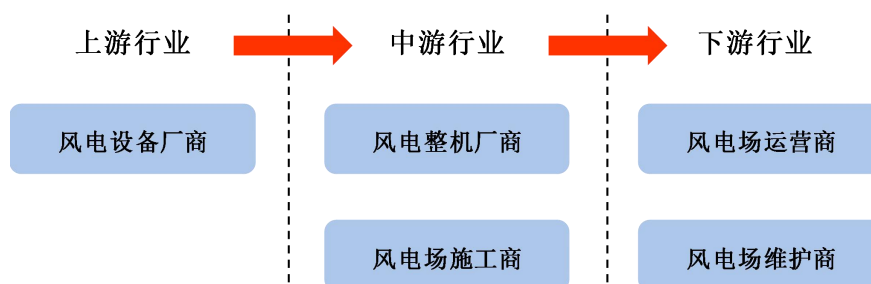 上游行业
中游行业
下游行业
风电设备厂商
风电整机厂商
风电场运营商
风电场施工商
风电场维护商